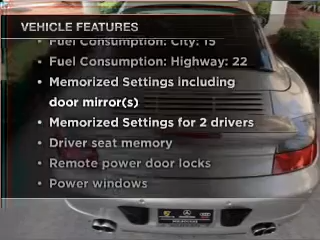 VEHICLE FEATURES
• Fuel Consumption: City: 15
• Fuel Consumption: Highway: 22
• Memorized Settings including
door mirror(s)
• Memorized Settings for 2 drivers
• Driver seat memory
• Remote power door locks
• Power windows